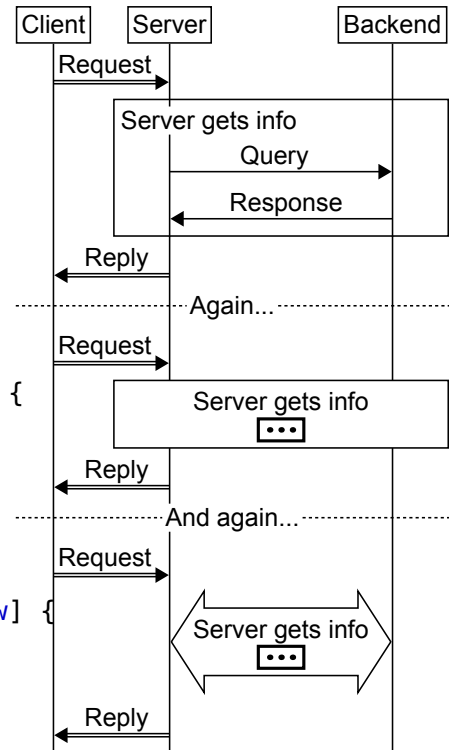 Client Server Backend
Request
Server gets info
Query
Response
Reply
Again...
Request
{
Server gets info
Reply
And again...
Request
] {
Server gets info
Reply